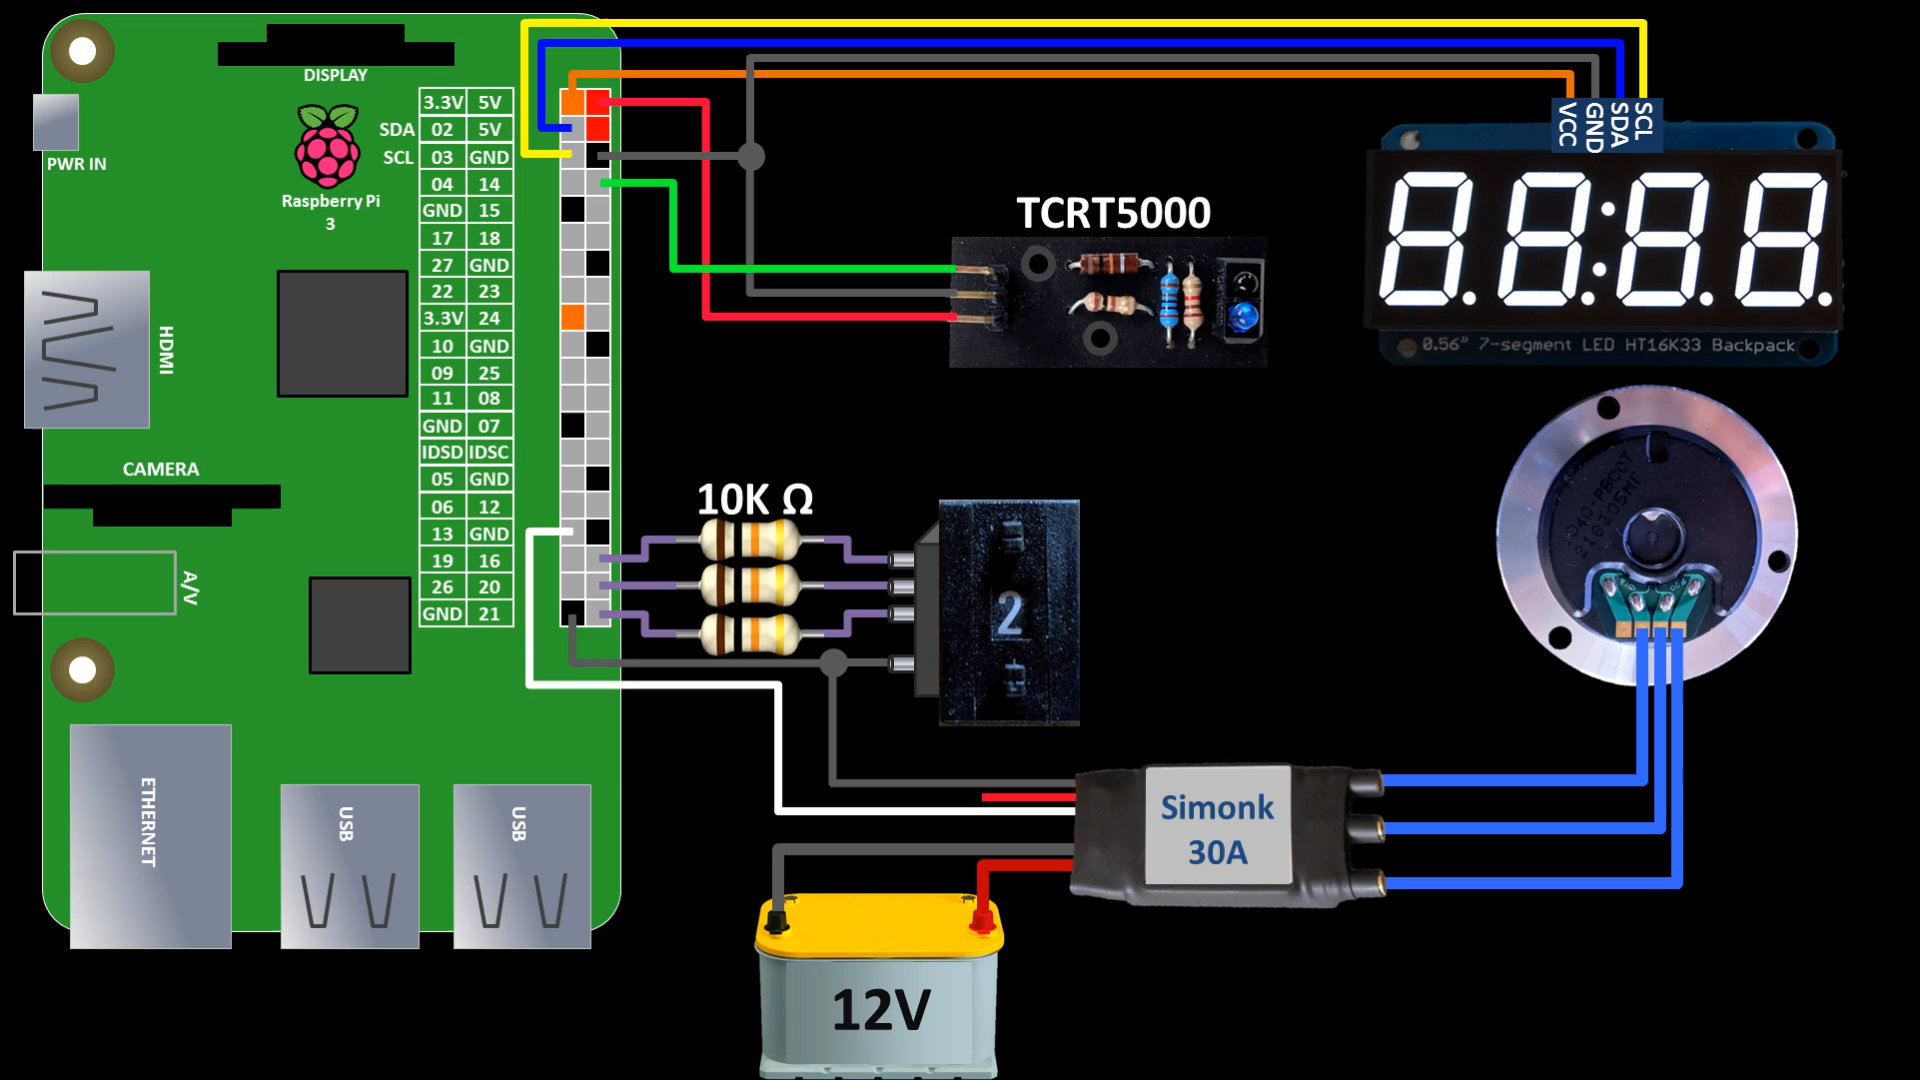 DISPLAY
PWR IN
Raspberry Pi
3
HDMI
CAMERA
A/V
ETHERNET
USB
USB
3.3V 5V
SDA 02 5V
SCL 03 GND
04 14
GND 15
17 18
27 GND
22 23
3.3V 24
10 GND
09 25
11 08
GND 07
IDSD IDSC
05 GND
06 12
13 GND
19 16
26 20
GND 21
TCRT5000
VCC
GND
SDA
SCL
88:88
0.56" 7-segment LED HT16K33 Backpack
10K Ω
2
Simonk
30A
12V